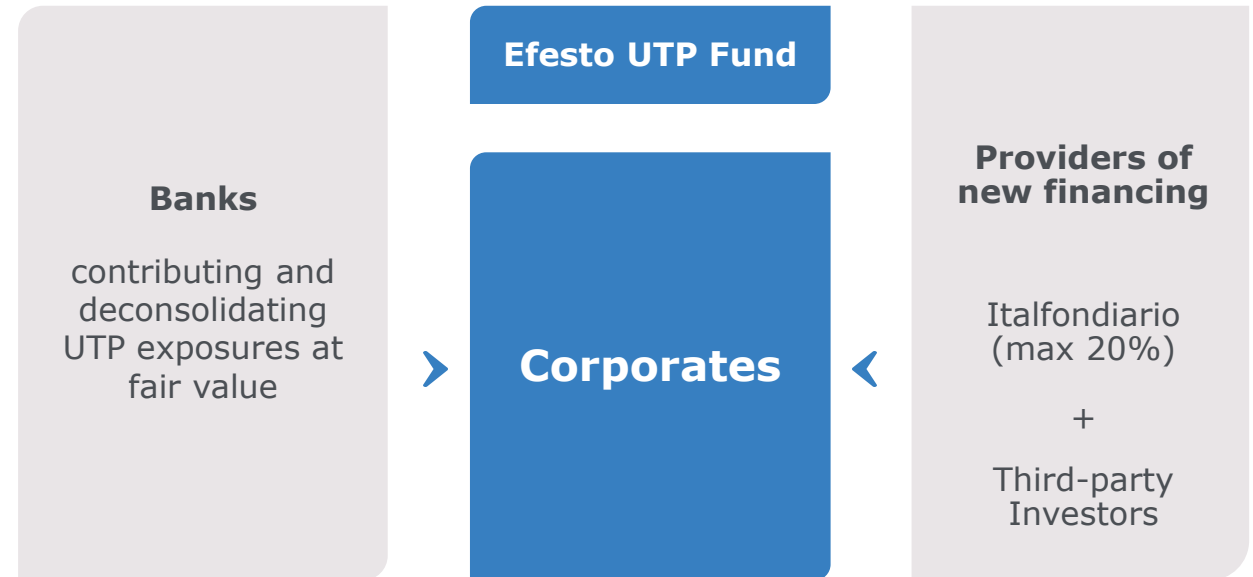 Banks
contributing and
deconsolidating
UTP exposures at
fair value
Efesto UTP Fund
Corporates
Providers of
new financing
Italfondiario
(max 20%)
+
Third-party
Investors